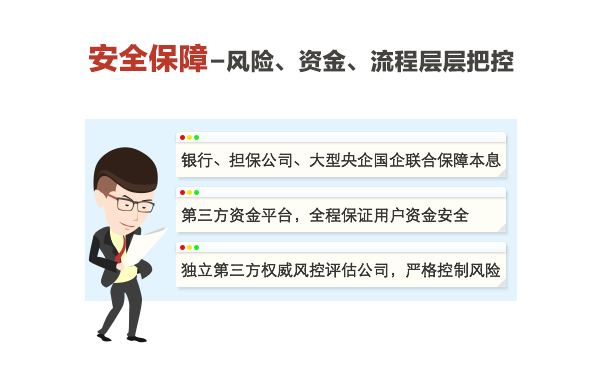 安全保障–风险、资金、流程层层把控
银行、担保公司、大型央企国企联合保障本息
第三方资金平台，全程保证用户资金安全
独立第三方权威风控评估公司，严格控制风险